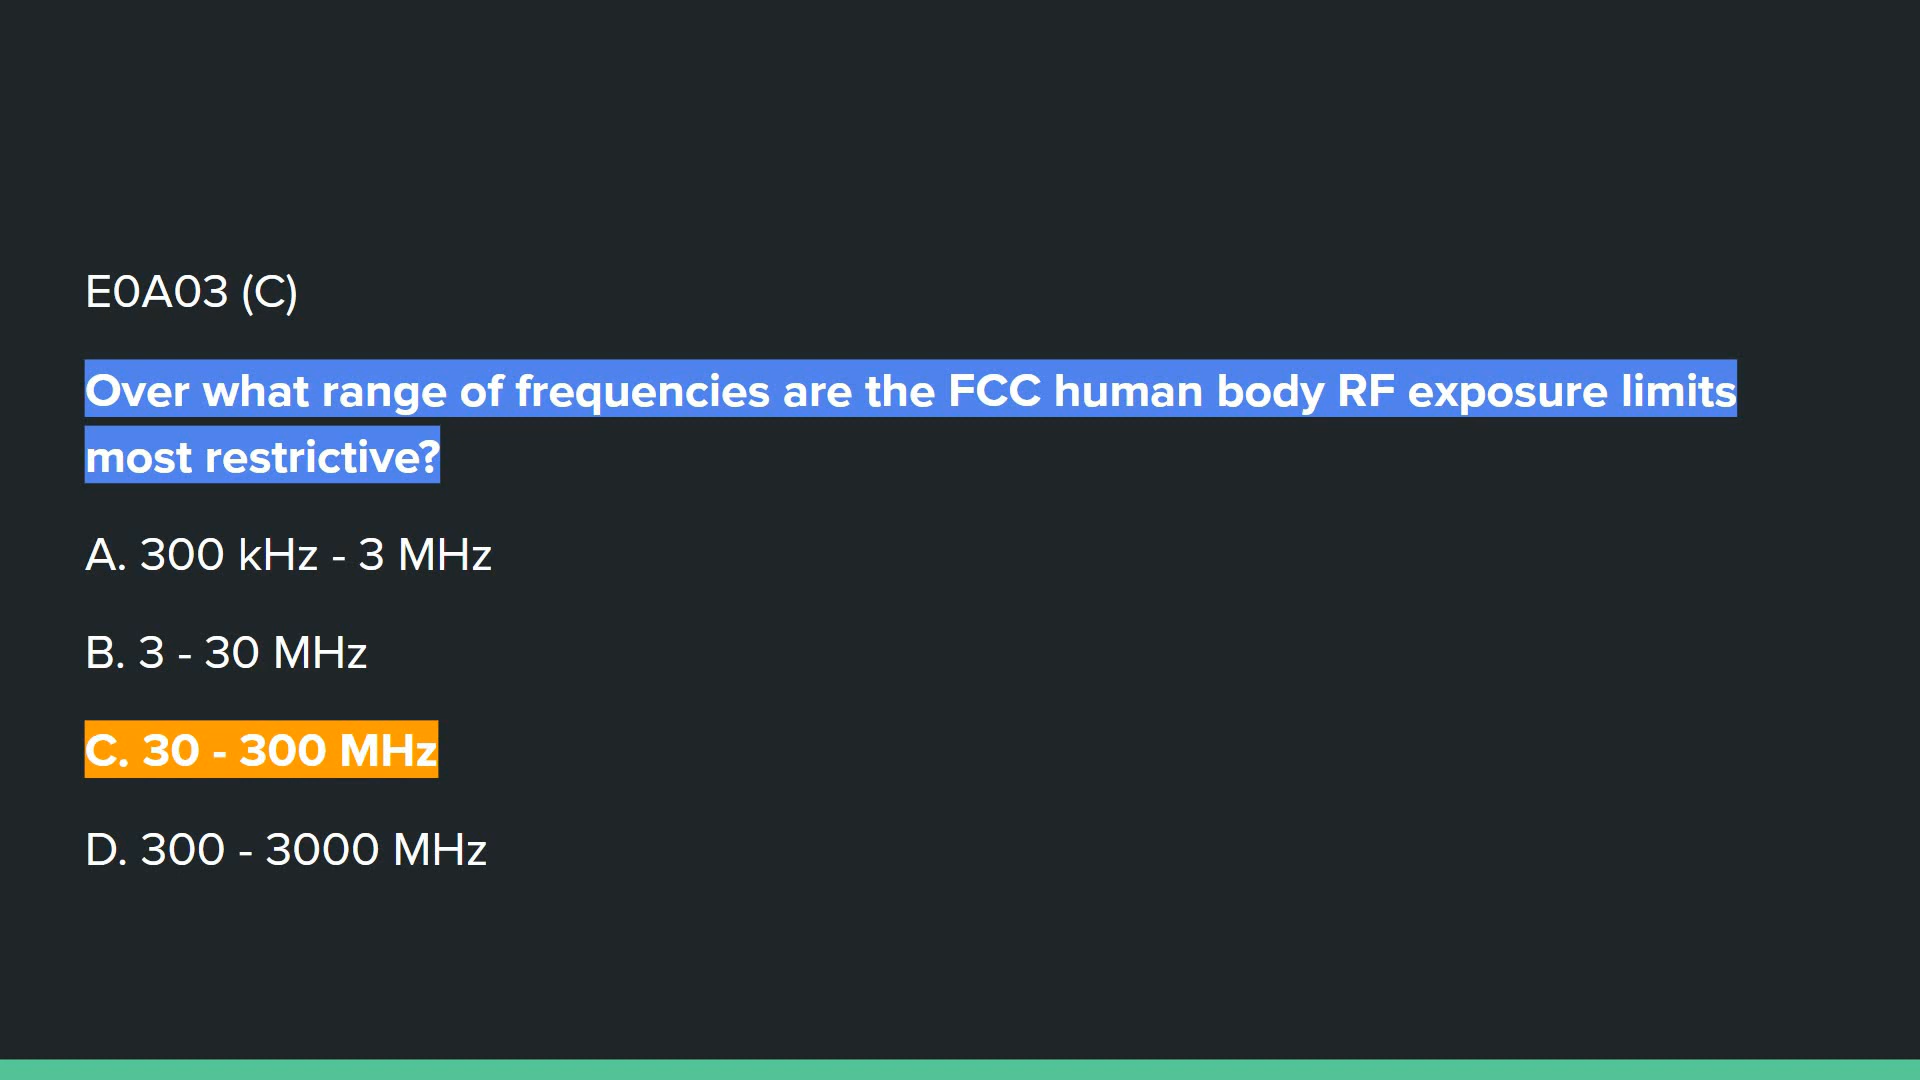 E0A03 (C)
Over what range of frequencies are the FCC human body RF exposure limits
most restrictive?
A. 300 kHz - 3 MHz
B. 3 - 30 MHz
C. 30 - 300 MHz
D. 300 - 3000 MHz